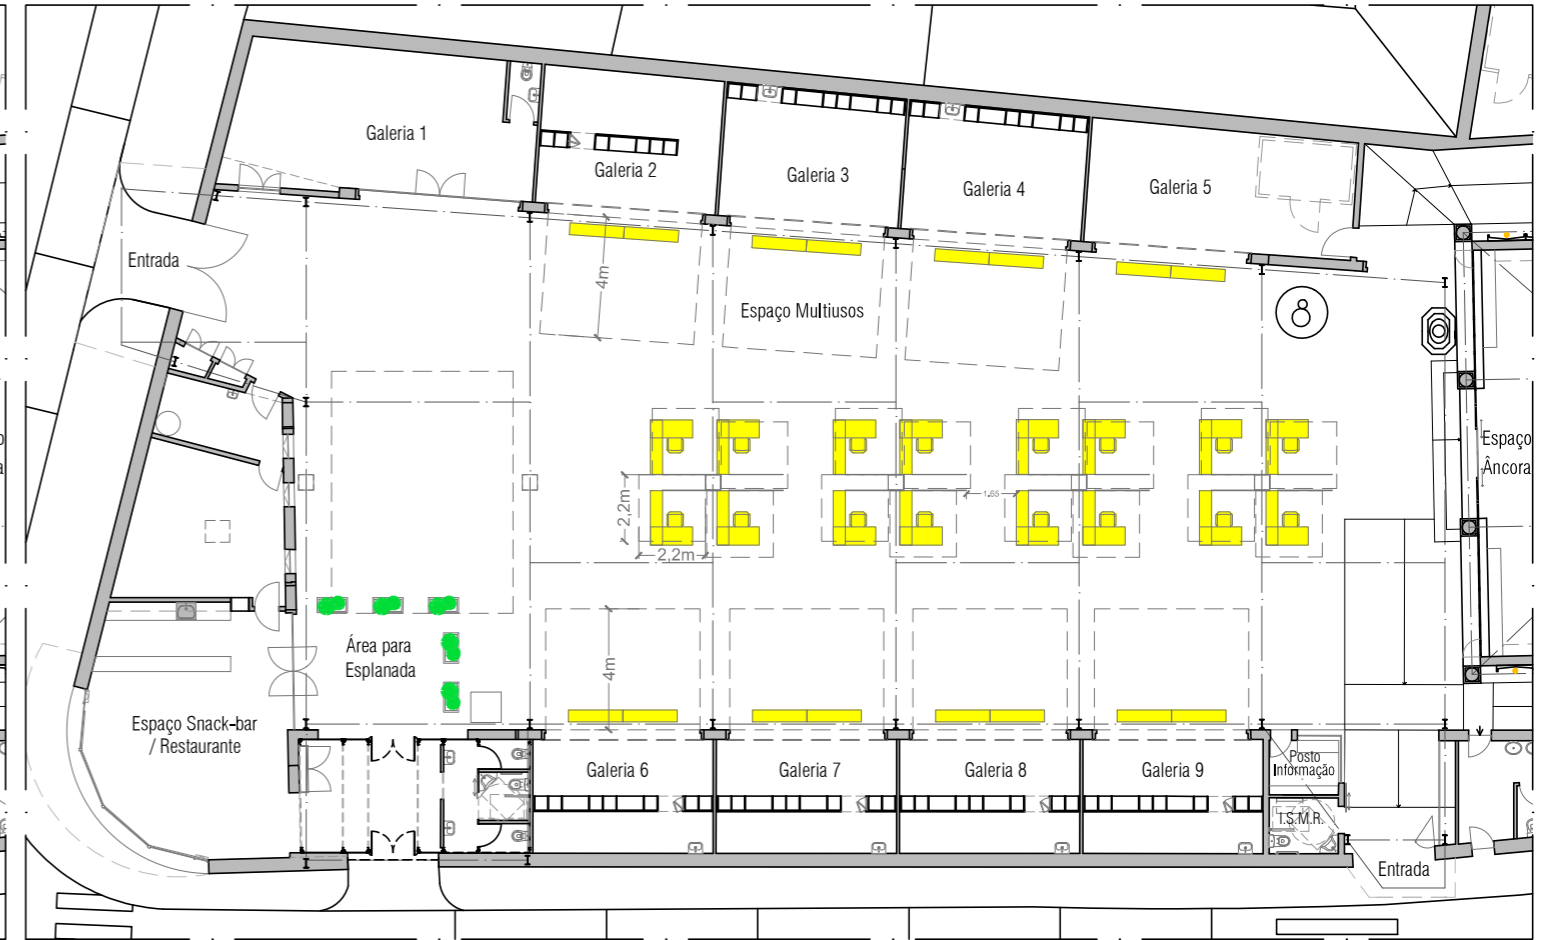 Galeria 1
Galeria 2
Galeria 3
Galeria 4
Galeria 5
Entrada
4m
Espaço Multiusos
Espaço
Âncora
2,2m
1.65
2,2m
Área para
Esplanada
4m
Espaço Snack-bar
/ Restaurante
Galeria 6
Galeria 7
Galeria 8
Galeria 9
Posto
Informação
I.S.M.R.
Entrada